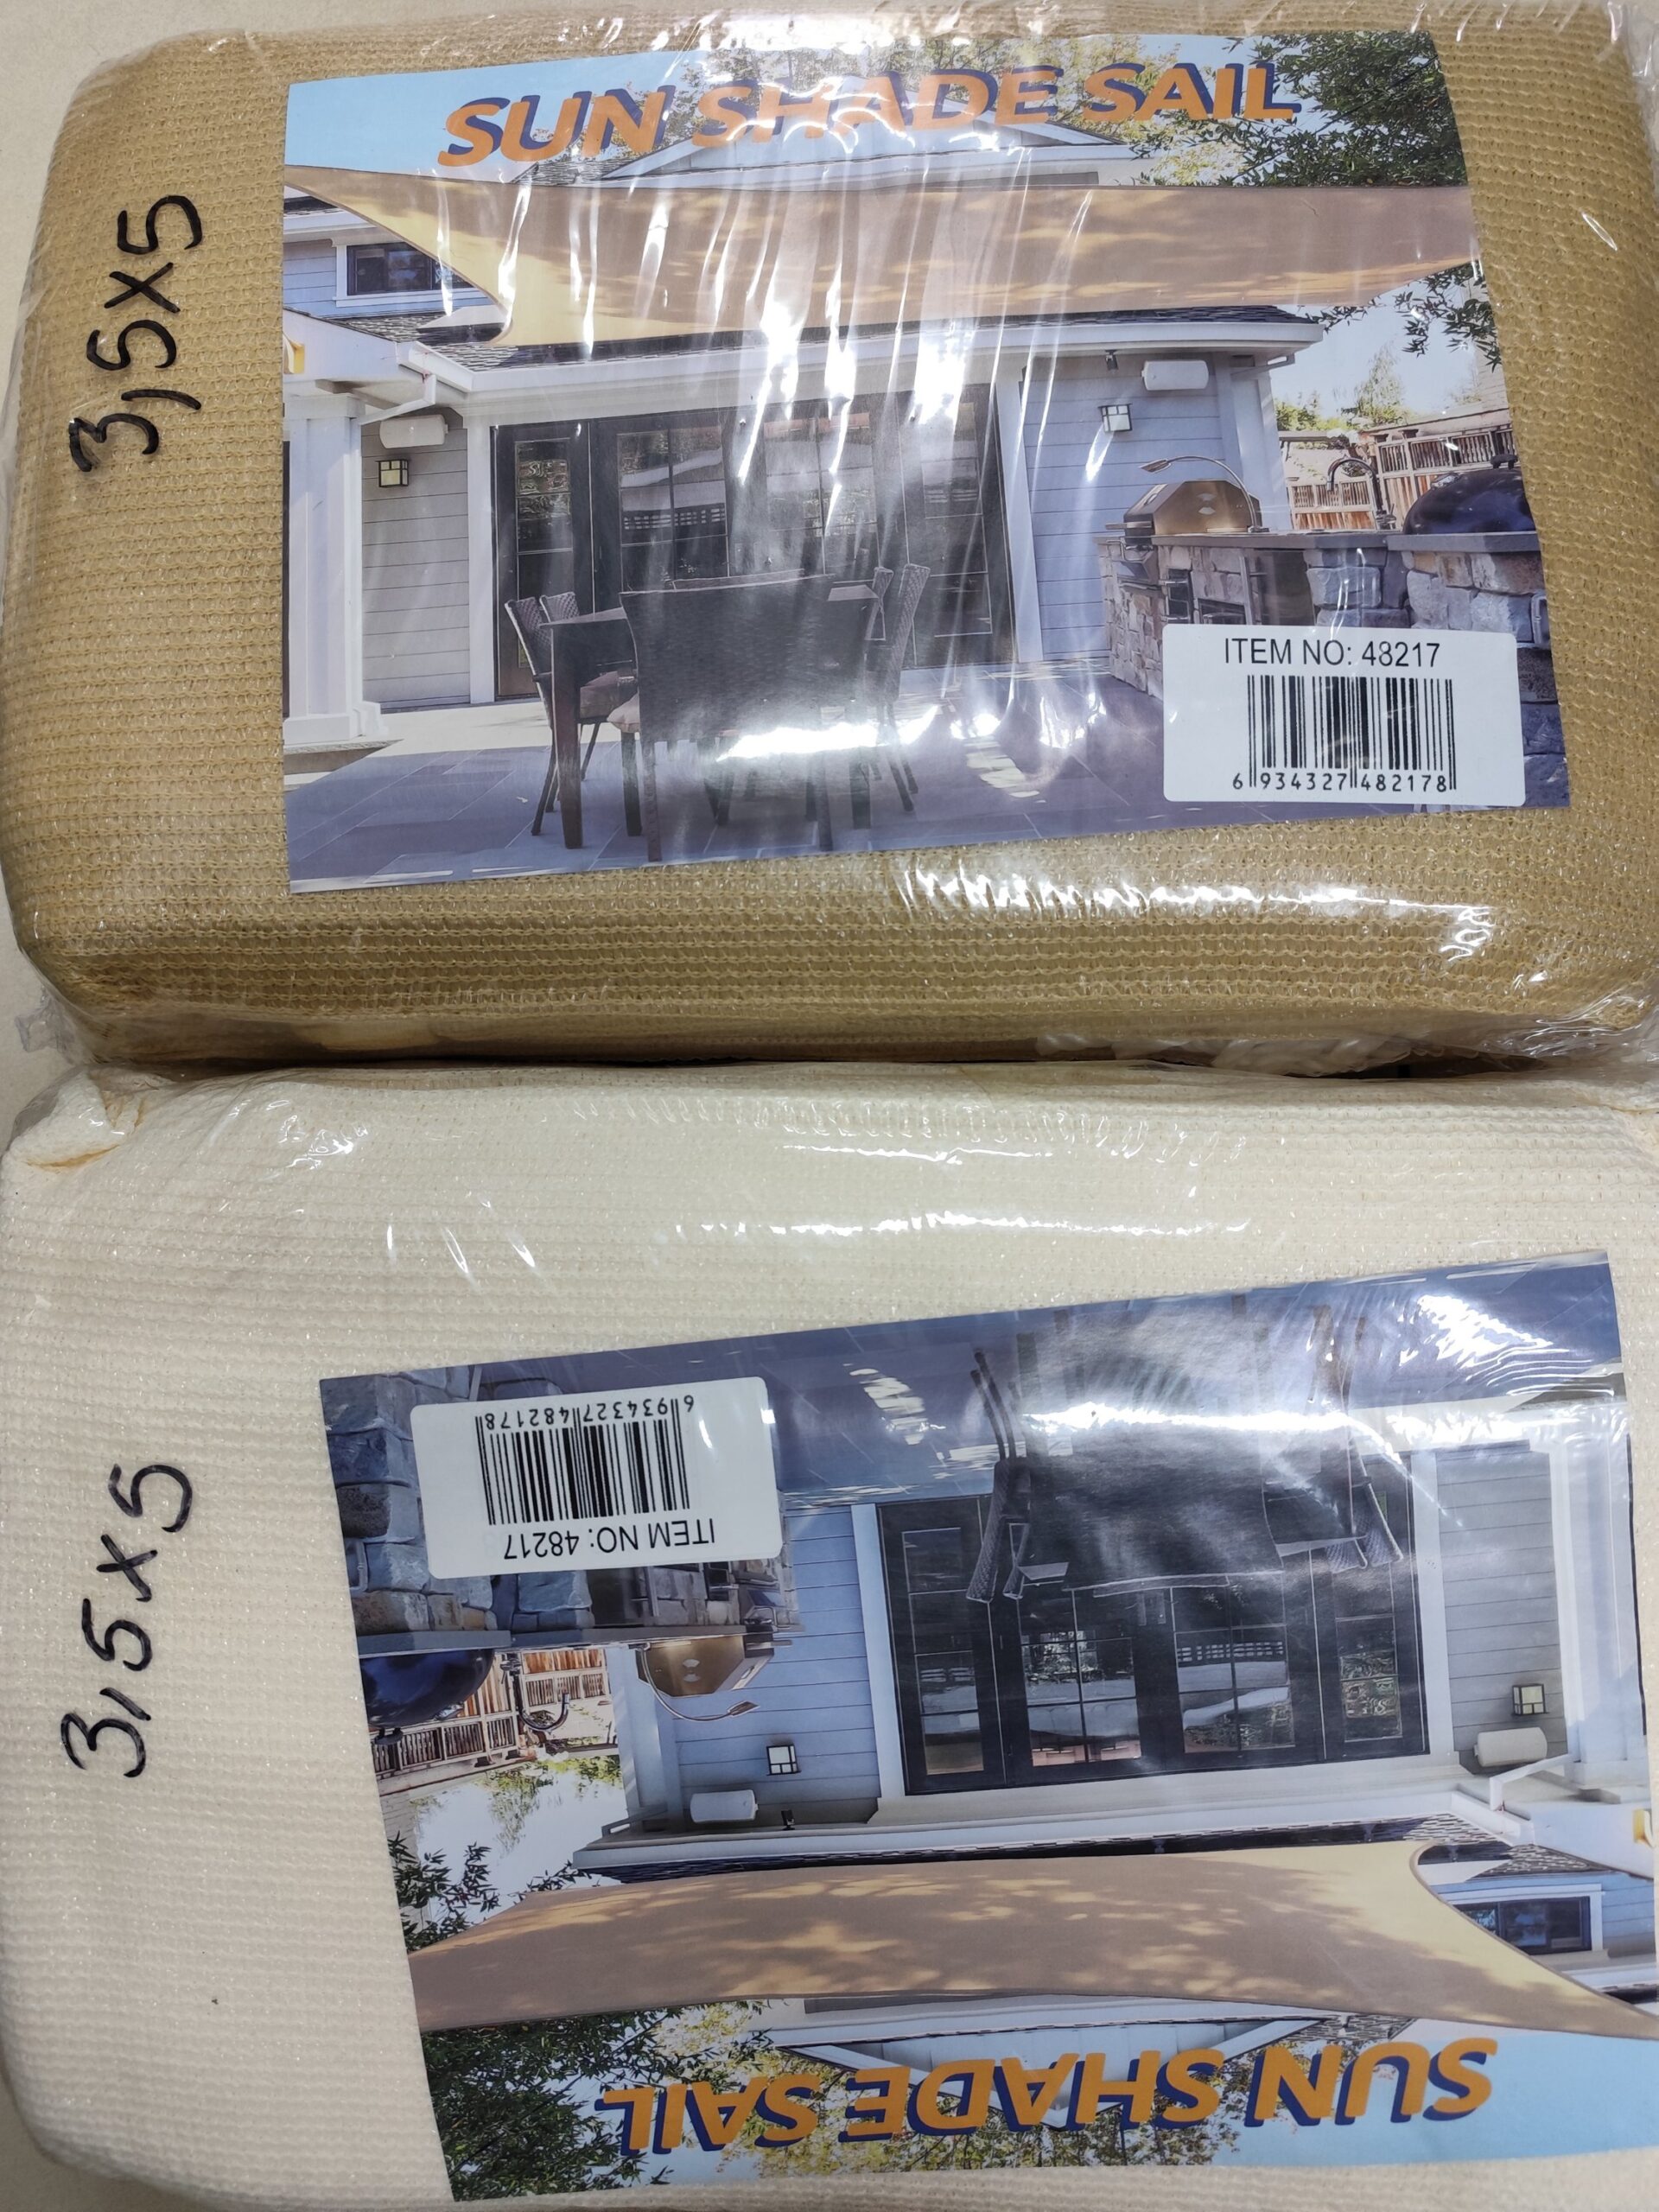 SUN SHADE SAIL
3,5x5
ITEM NO: 48217
6 934327 482178
3,5x5
6 934327 482178
ITEM NO: 48217
SUN SHADE SAIL